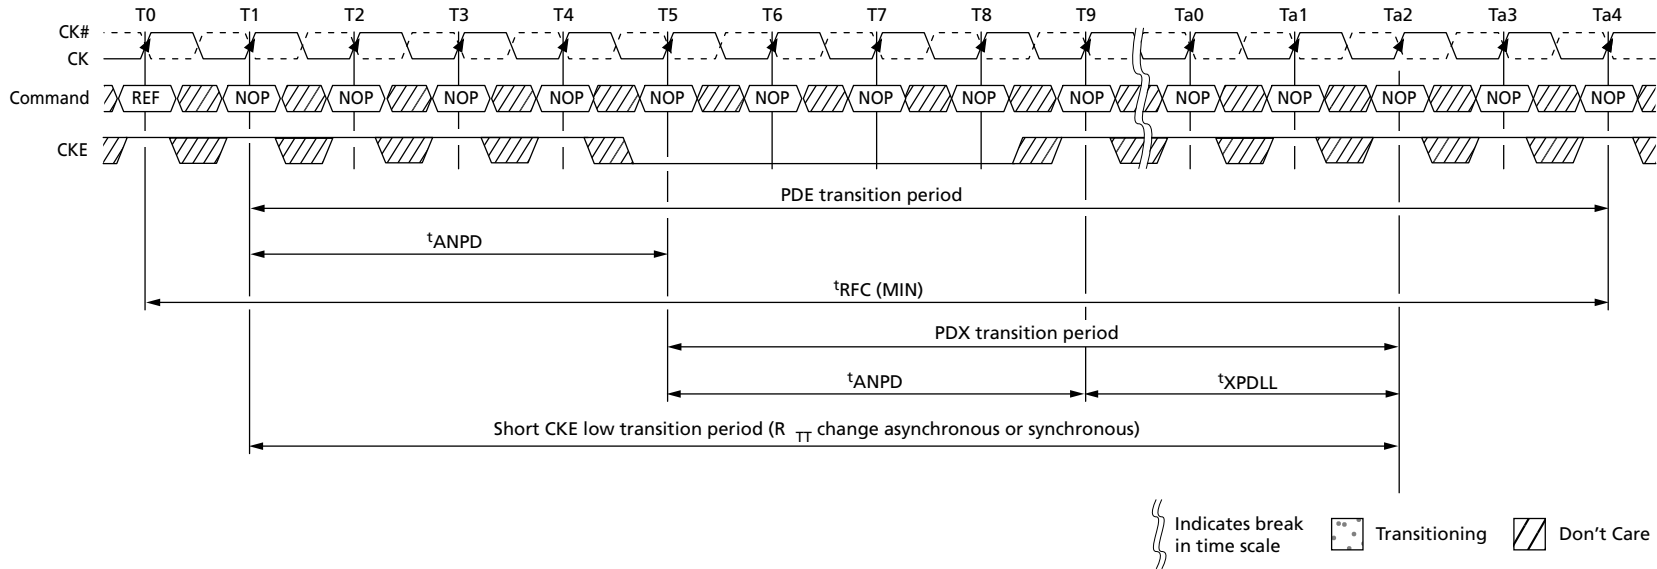 T0 T1 T2 T3 T4 T5 T6 T7 T8 T9 Ta0 Ta1 Ta2 Ta3 Ta4
CK#
CK
Command REF NOP NOP NOP NOP NOP NOP NOP NOP NOP NOP NOP NOP NOP NOP
CKE
PDE transition period
tANPD
tRFC (MIN)
PDX transition period
tANPD tXPDLL
Short CKE low transition period (R TT change asynchronous or synchronous)
Indicates break
in time scale
Transitioning
Don't Care